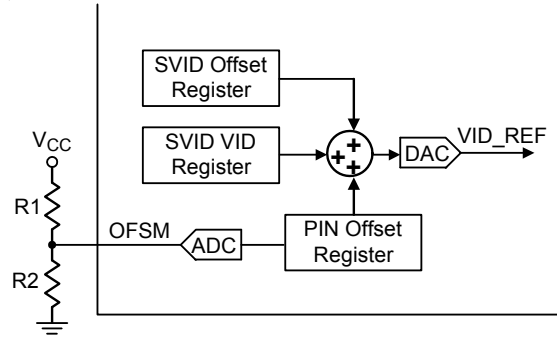 SVID Offset
Register
VCC
SVID VID
Register
+
+
+
DAC
VID_REF
R1
OFSM
ADC
PIN Offset
Register
R2